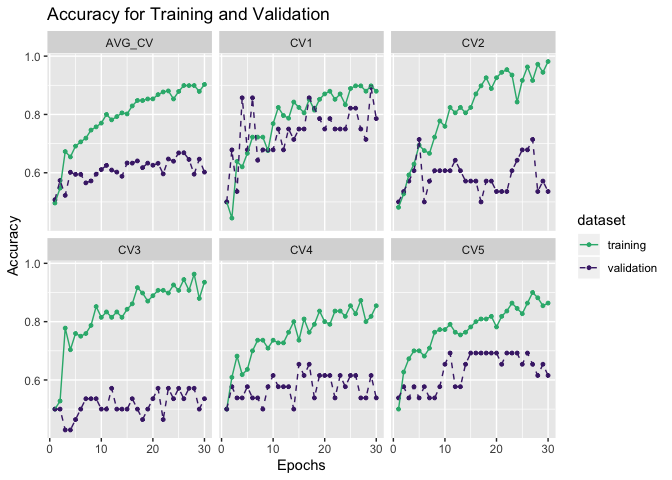 Accuracy for Training and Validation
AVG_CV CV1 CV2
1.0
0.8
0.6
CV3 CV4 CV5
1.0
0.8
0.6
0 10 20 30 0 10 20 30 0 10 20 30
Epochs
Accuracy
dataset
training
validation